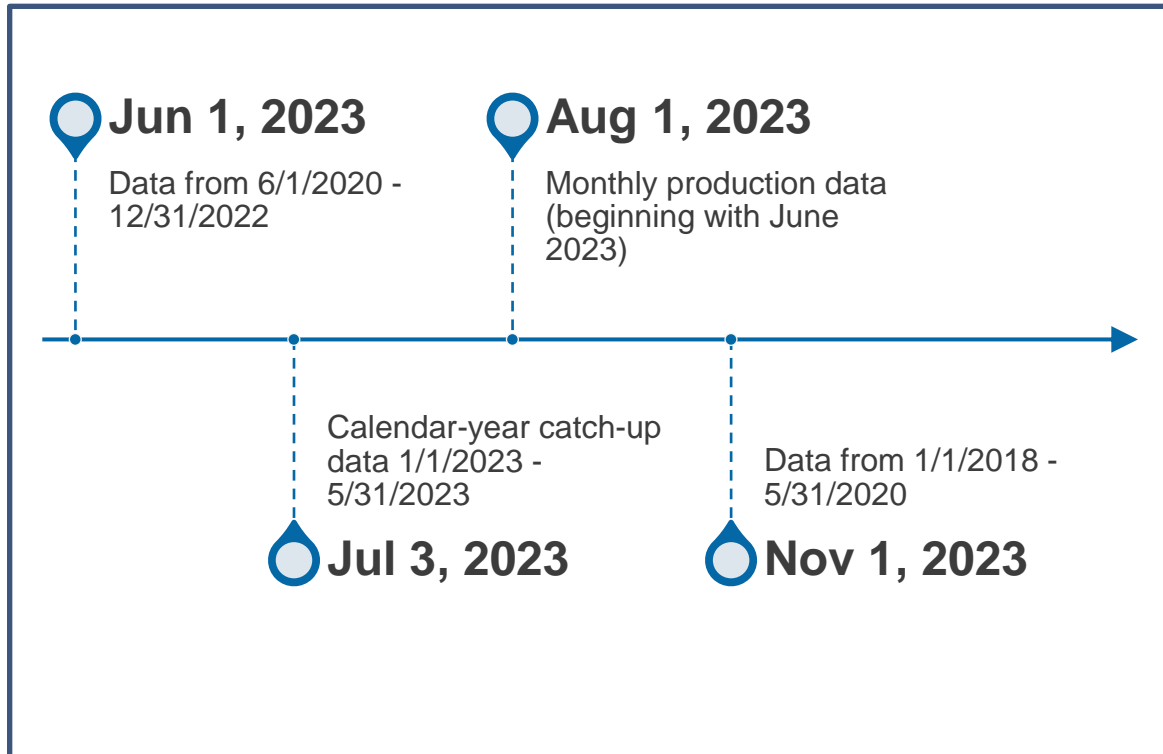 Jun 1, 2023
Data from 6/1/2020 -
12/31/2022
Aug 1, 2023
Monthly production data
(beginning with June
2023)
Calendar-year catch-up
data 1/1/2023 -
5/31/2023
Jul 3, 2023
Data from 1/1/2018 -
5/31/2020
Nov 1, 2023